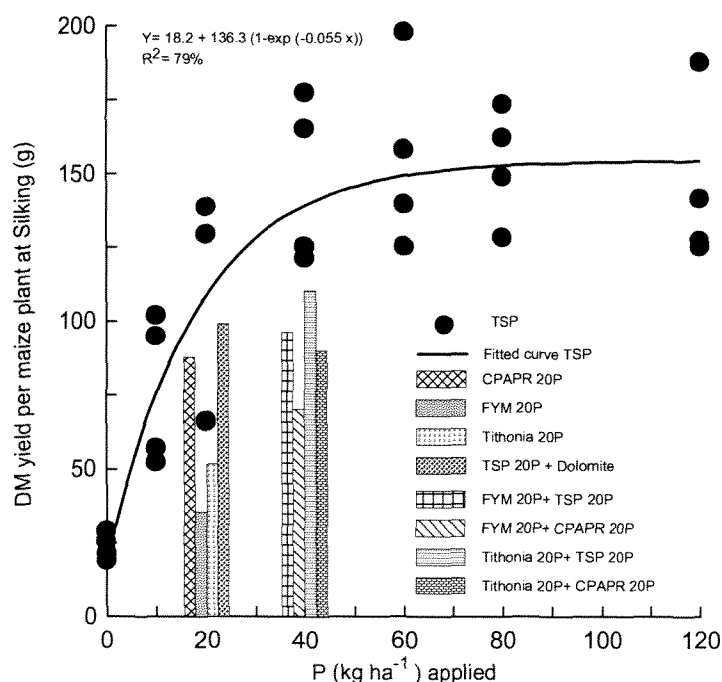 Y= 18.2 + 136.3 (1-exp (-0.055 x))
R2= 79%
DM yield per maize plant at Silking (g)
200
150
100
50
0
TSP
Fitted curve TSP
CPAPR 20P
FYM 20P
Tithonia 20P
TSP 20P + Dolomite
FYM 20P+ TSP 20P
FYM 20P+ CPAPR 20P
Tithonia 20P+ TSP 20P
Tithonia 20P+ CPAPR 20P
0 20 40 60 80 100 120
P (kg ha-1) applied